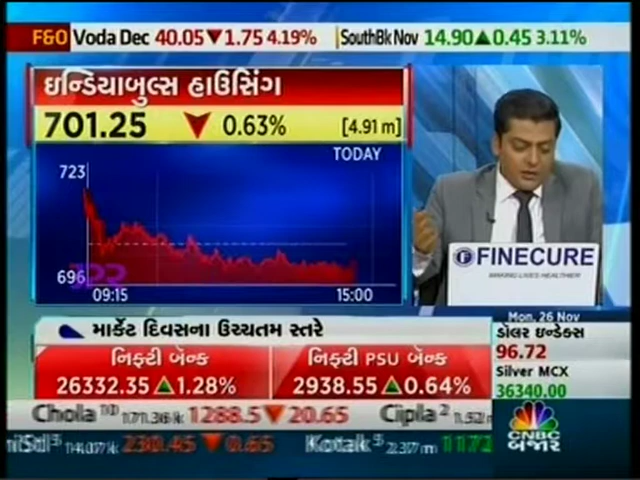 F&O Voda Dec 40.05▼1.75 4.19% SouthBk Nov 14.90▲0.45 3.11%
ઇન્ડિયાબુલ્સ હાઉસિંગ
701.25 ▼ 0.63% [4.91 m]
TODAY
723
696
09:15 15:00
FINECURE
MAKING LIVES HEALTHIER
Mon, 26 Nov
માર્કેટ દિવસના ઉચ્ચતમ સ્તરે
નિફ્ટી બૅન્ક
26332.35▲1.28%
નિફ્ટી PSU બૅન્ક
2938.55▲0.64%
ડોલર ઇન્ડેક્સ
96.72
Silver MCX
36340.00
Chola 1288.5▼20.65 Cipla
230.45▼0.65 Kotak
CNBC
બજાર